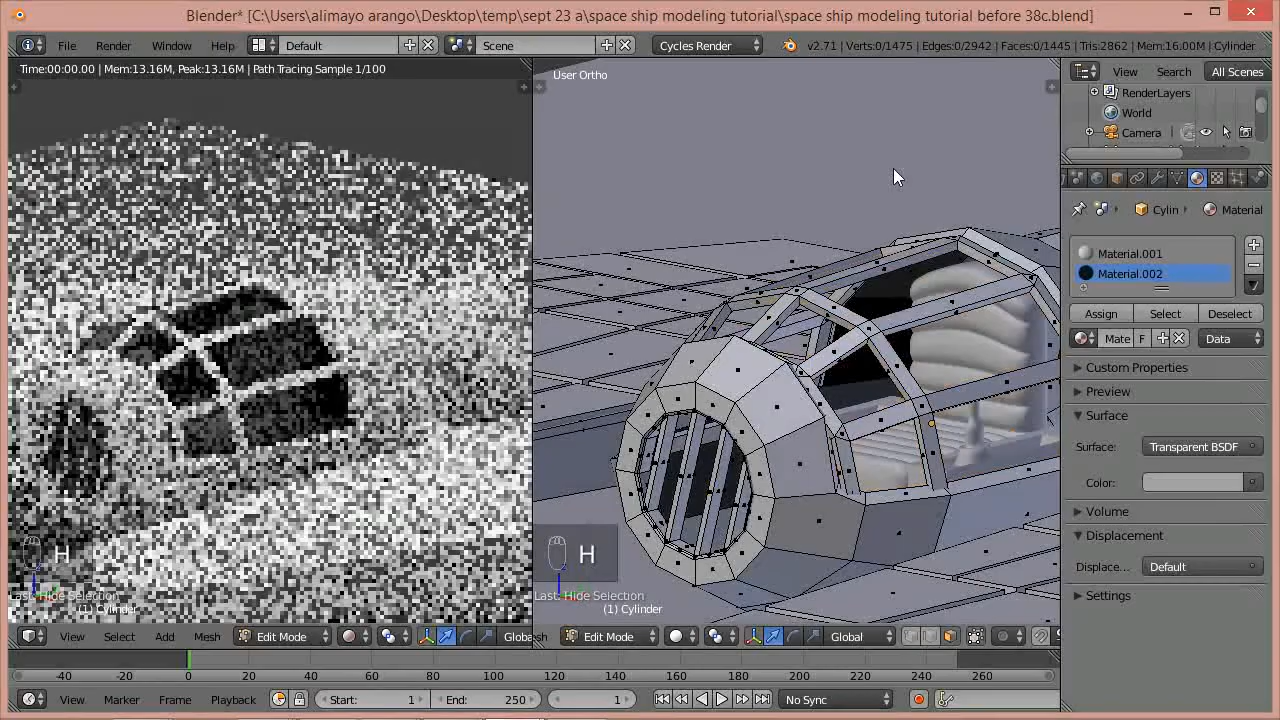 Blender* [C:\Users\alimayo arango\Desktop\temp\sept 23 a\space ship modeling tutorial\space ship modeling tutorial before 38c.blend]
File Render Window Help Default Scene Cycles Render v2.71 | Verts:0/1475 | Edges:0/2942 | Faces:0/1445 | Tris:2862 | Mem:16.00M | Cylinder
Time:00:00.00 | Mem:13.16M, Peak:13.16M | Path Tracing Sample 1/100
User Ortho
View Search All Scenes
RenderLayers
World
Camera
Cylin Material
Material.001
Material.002
Assign Select Deselect
Mate F Data
Custom Properties
Preview
Surface
Surface: Transparent BSDF
Color:
Volume
Displacement
Displace... Default
Settings
H
H
Last: Hide Selection
(1) Cylinder
Last: Hide Selection
(1) Cylinder
View Select Add Mesh Edit Mode Globa
sh Edit Mode Global
-40 -20 0 20 40 60 80 100 120 140 160 180 200 220 240 260
View Marker Frame Playback Start: 1 End: 250 1 No Sync